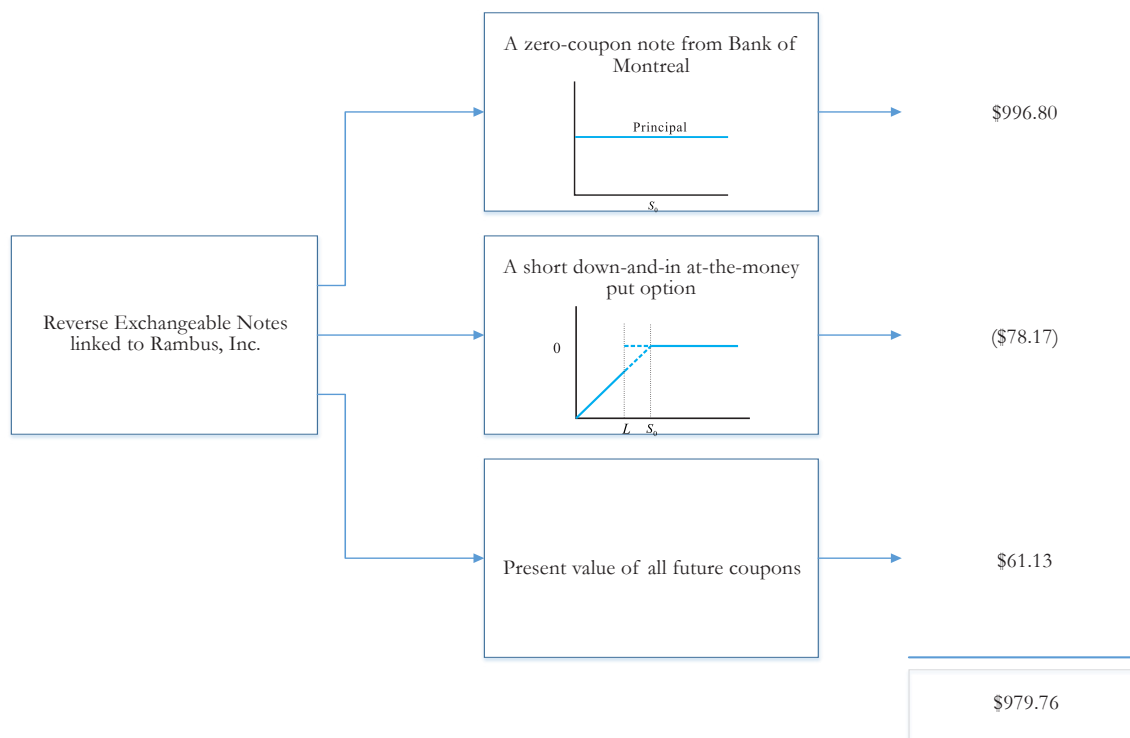 A zero-coupon note from Bank of
Montreal
Principal
S₀
$996.80
Reverse Exchangeable Notes
linked to Rambus, Inc.
A short down-and-in at-the-money
put option
0
L S₀
($78.17)
Present value of all future coupons
$61.13
$979.76